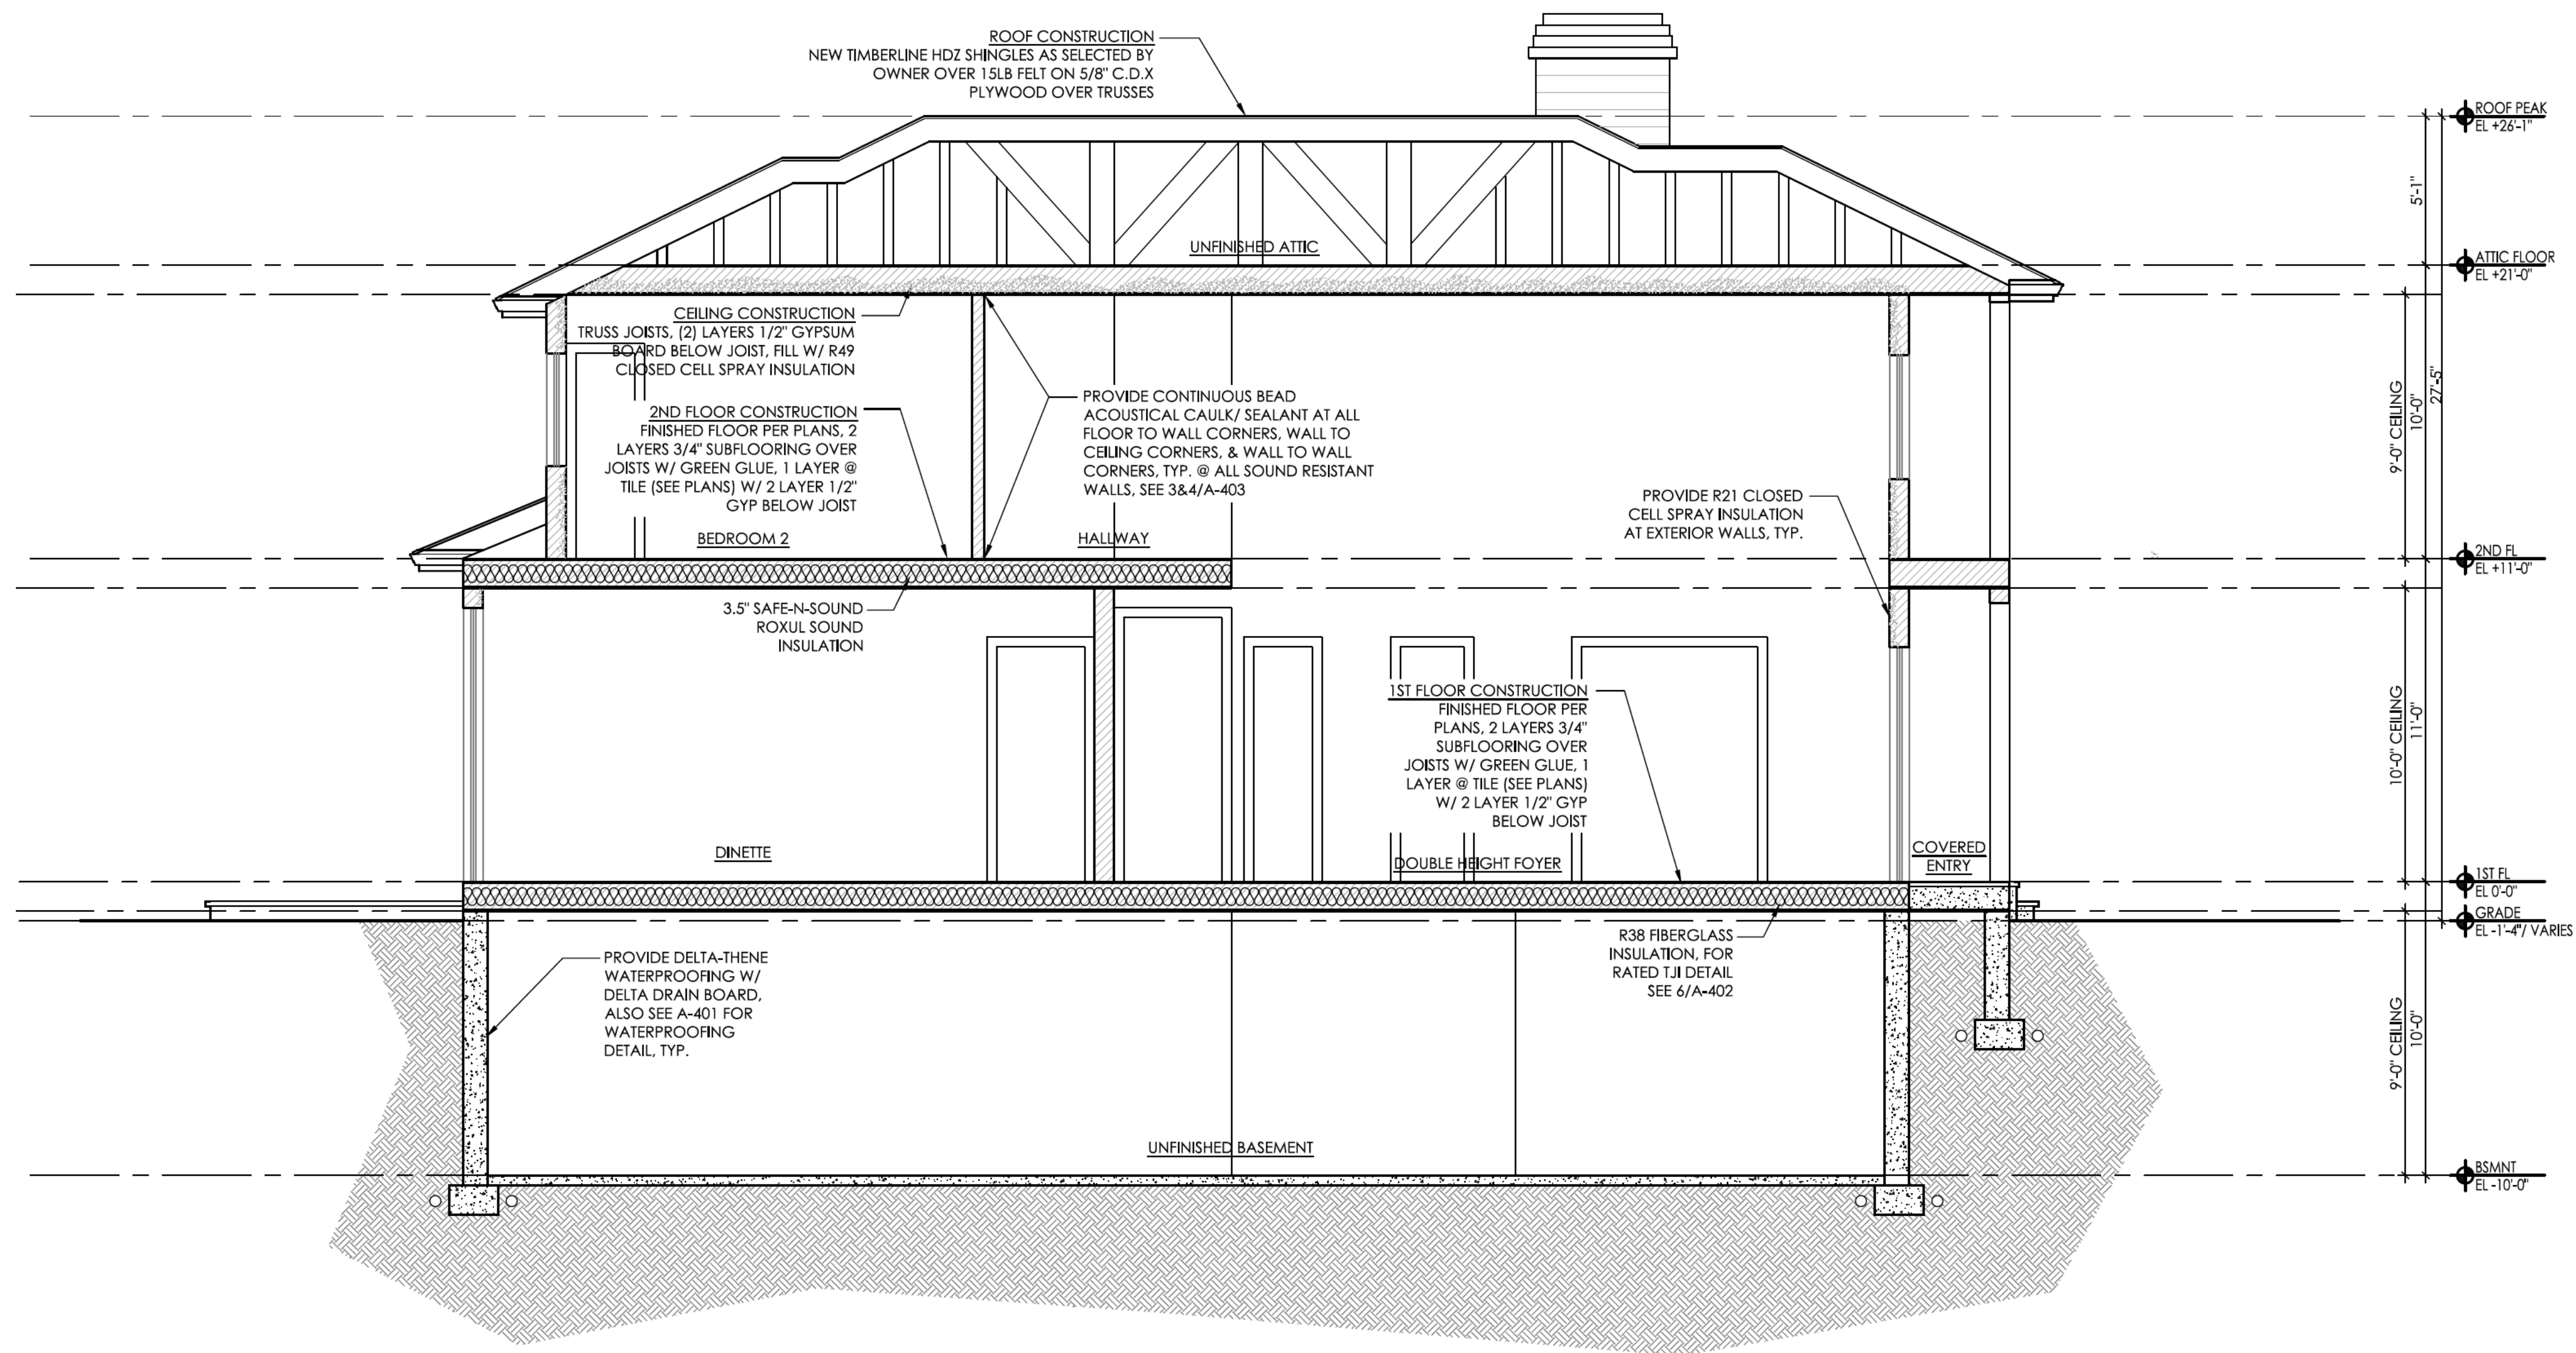 ROOF CONSTRUCTION
NEW TIMBERLINE HDZ SHINGLES AS SELECTED BY
OWNER OVER 15LB FELT ON 5/8" C.D.X
PLYWOOD OVER TRUSSES
ROOF PEAK
EL +26'-1"
5'-1"
UNFINISHED ATTIC
ATTIC FLOOR
EL +21'-0"
CEILING CONSTRUCTION
TRUSS JOISTS, (2) LAYERS 1/2" GYPSUM
BOARD BELOW JOIST, FILL W/ R49
CLOSED CELL SPRAY INSULATION
2ND FLOOR CONSTRUCTION
FINISHED FLOOR PER PLANS, 2
LAYERS 3/4" SUBFLOORING OVER
JOISTS W/ GREEN GLUE, 1 LAYER @
TILE (SEE PLANS) W/ 2 LAYER 1/2"
GYP BELOW JOIST
PROVIDE CONTINUOUS BEAD
ACOUSTICAL CAULK/ SEALANT AT ALL
FLOOR TO WALL CORNERS, WALL TO
CEILING CORNERS, & WALL TO WALL
CORNERS, TYP. @ ALL SOUND RESISTANT
WALLS, SEE 3&4/A-403
PROVIDE R21 CLOSED
CELL SPRAY INSULATION
AT EXTERIOR WALLS, TYP.
9'-0" CEILING
10'-0"
27'-5"
BEDROOM 2
HALLWAY
2ND FL
EL +11'-0"
3.5" SAFE-N-SOUND
ROXUL SOUND
INSULATION
1ST FLOOR CONSTRUCTION
FINISHED FLOOR PER
PLANS, 2 LAYERS 3/4"
SUBFLOORING OVER
JOISTS W/ GREEN GLUE, 1
LAYER @ TILE (SEE PLANS)
W/ 2 LAYER 1/2" GYP
BELOW JOIST
10'-0" CEILING
11'-0"
DINETTE
DOUBLE HEIGHT FOYER
COVERED
ENTRY
1ST FL
EL 0'-0"
GRADE
EL -1'-4"/ VARIES
PROVIDE DELTA-THENE
WATERPROOFING W/
DELTA DRAIN BOARD,
ALSO SEE A-401 FOR
WATERPROOFING
DETAIL, TYP.
R38 FIBERGLASS
INSULATION, FOR
RATED TJI DETAIL
SEE 6/A-402
9'-0" CEILING
10'-0"
UNFINISHED BASEMENT
BSMNT
EL -10'-0"